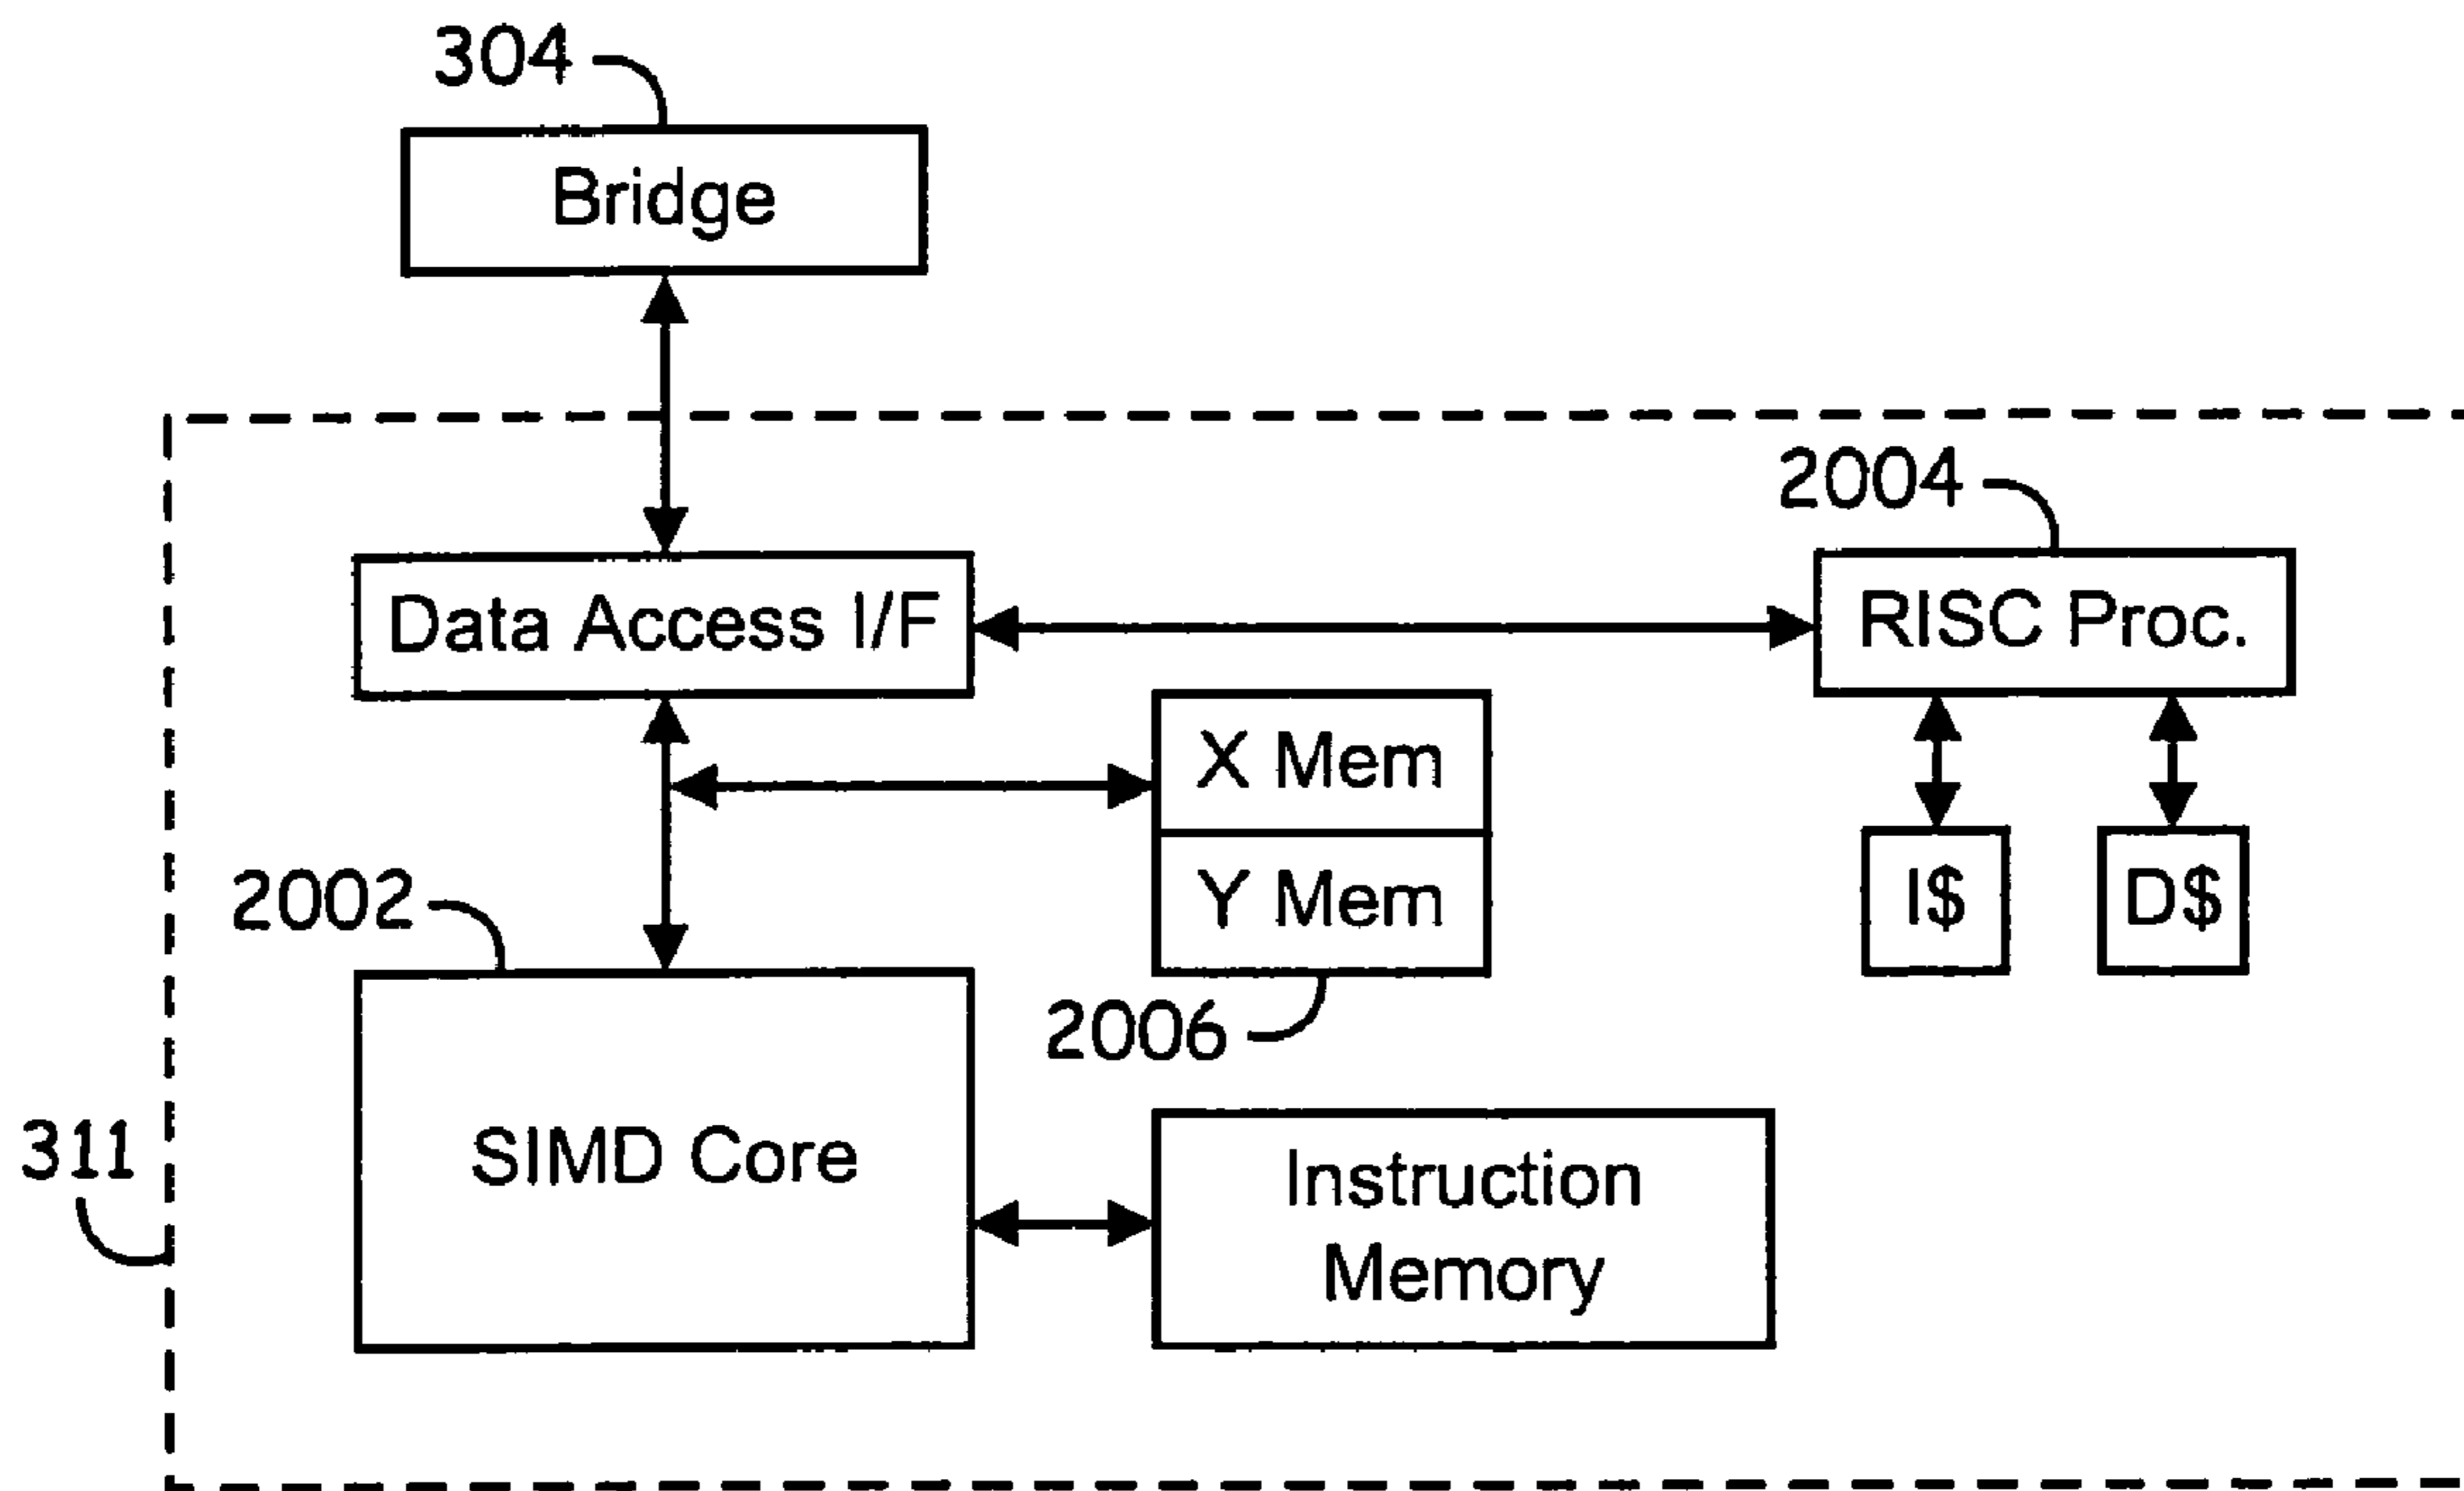 304
Bridge
2004
Data Access I/F
RISC Proc.
X Mem
Y Mem
I$
D$
2002
2006
311
SIMD Core
Instruction
Memory